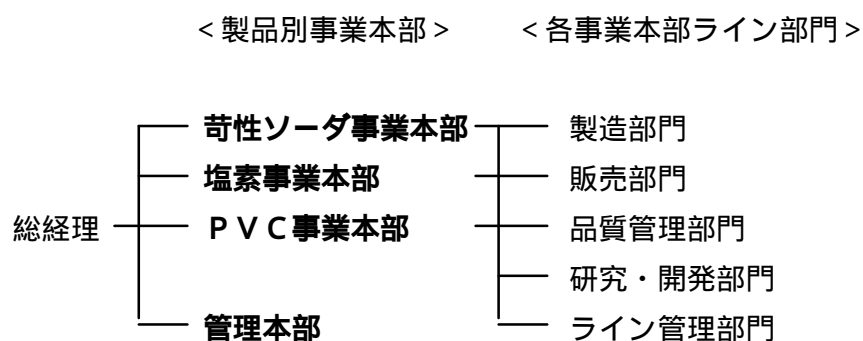 ＜製品別事業本部＞　＜各事業本部ライン部門＞
苛性ソーダ事業本部　製造部門
塩素事業本部　販売部門
総経理　ＰＶＣ事業本部　品質管理部門
研究・開発部門
管理本部　ライン管理部門